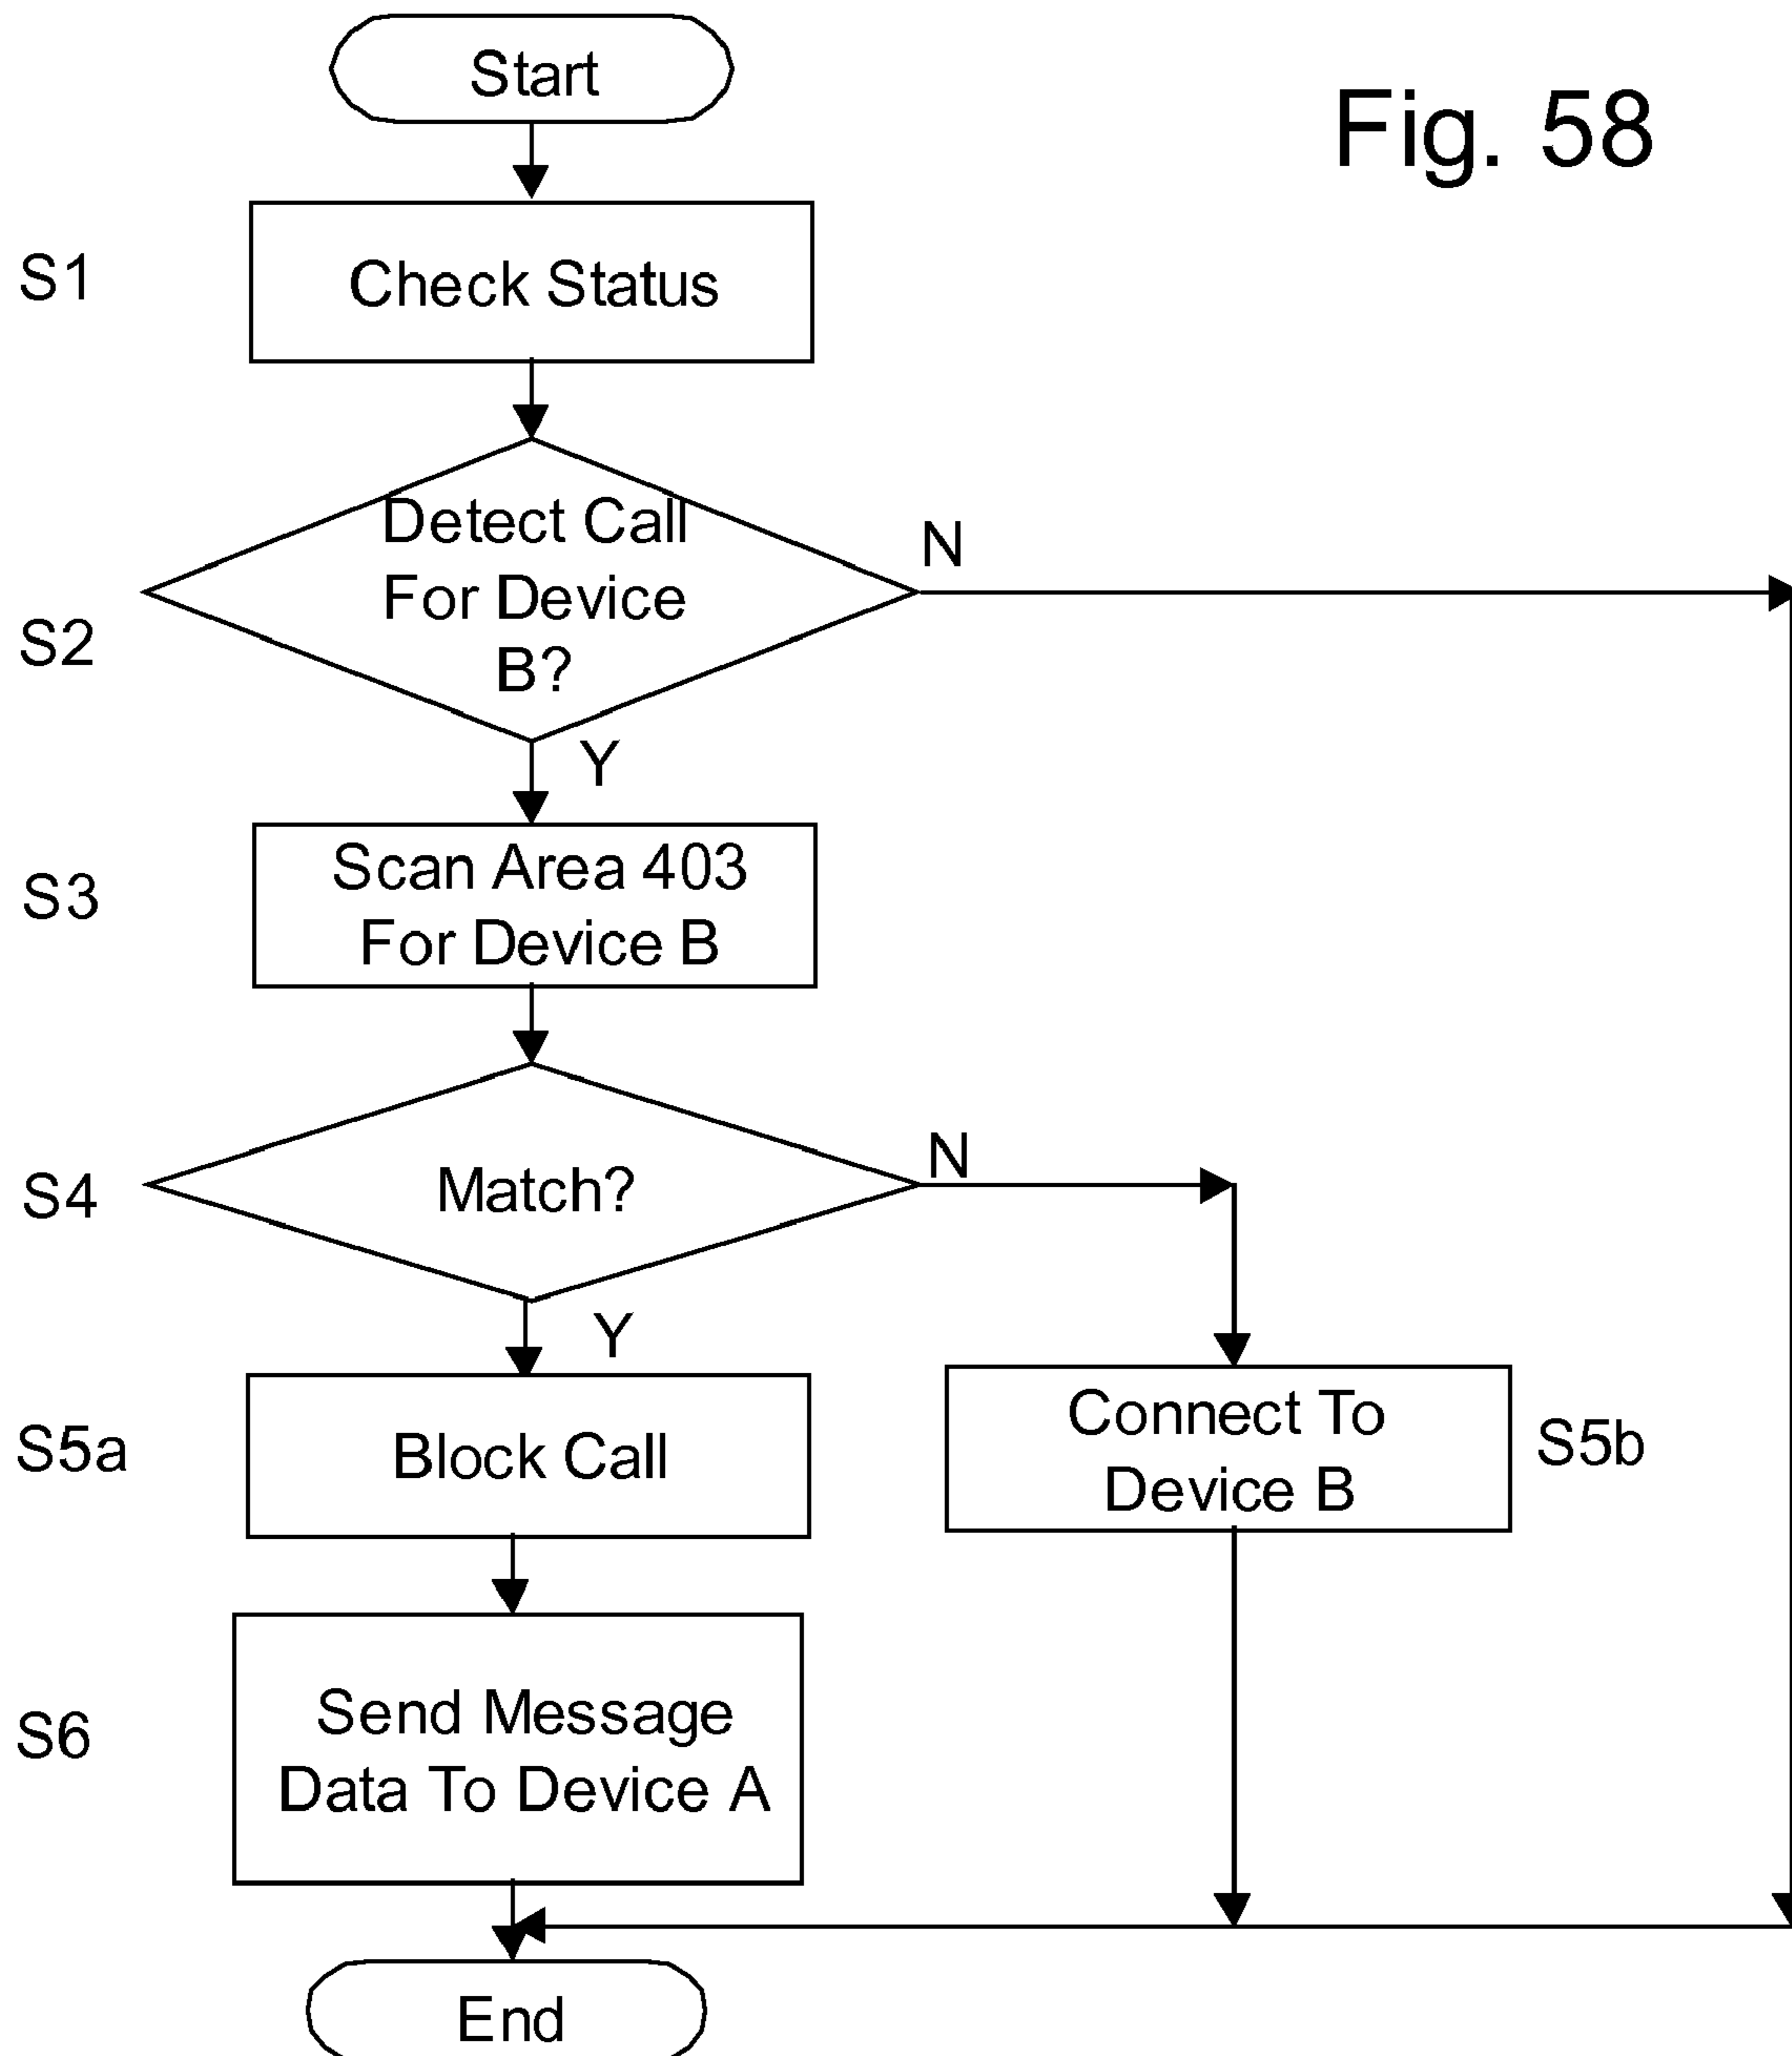 Start
Fig. 58
S1
Check Status
Detect Call
For Device
B?
N
S2
Y
S3
Scan Area 403
For Device B
S4
Match?
N
Y
S5a
Block Call
Connect To
Device B
S5b
S6
Send Message
Data To Device A
End